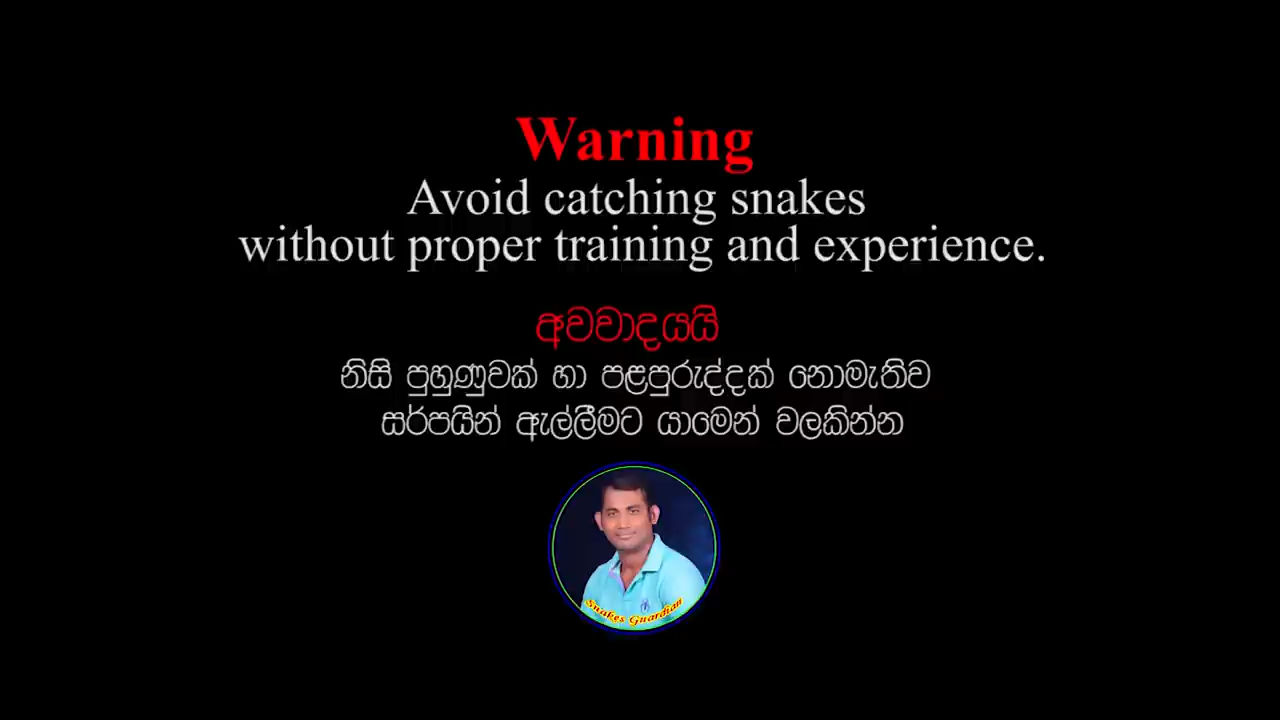 Warning
Avoid catching snakes
without proper training and experience.
අවවාදයයි
නිසි පුහුණුවක් හා පළපුරුද්දක් නොමැතිව
සර්පයින් ඇල්ලීමට යාමෙන් වලකින්න
Snakes Guardian